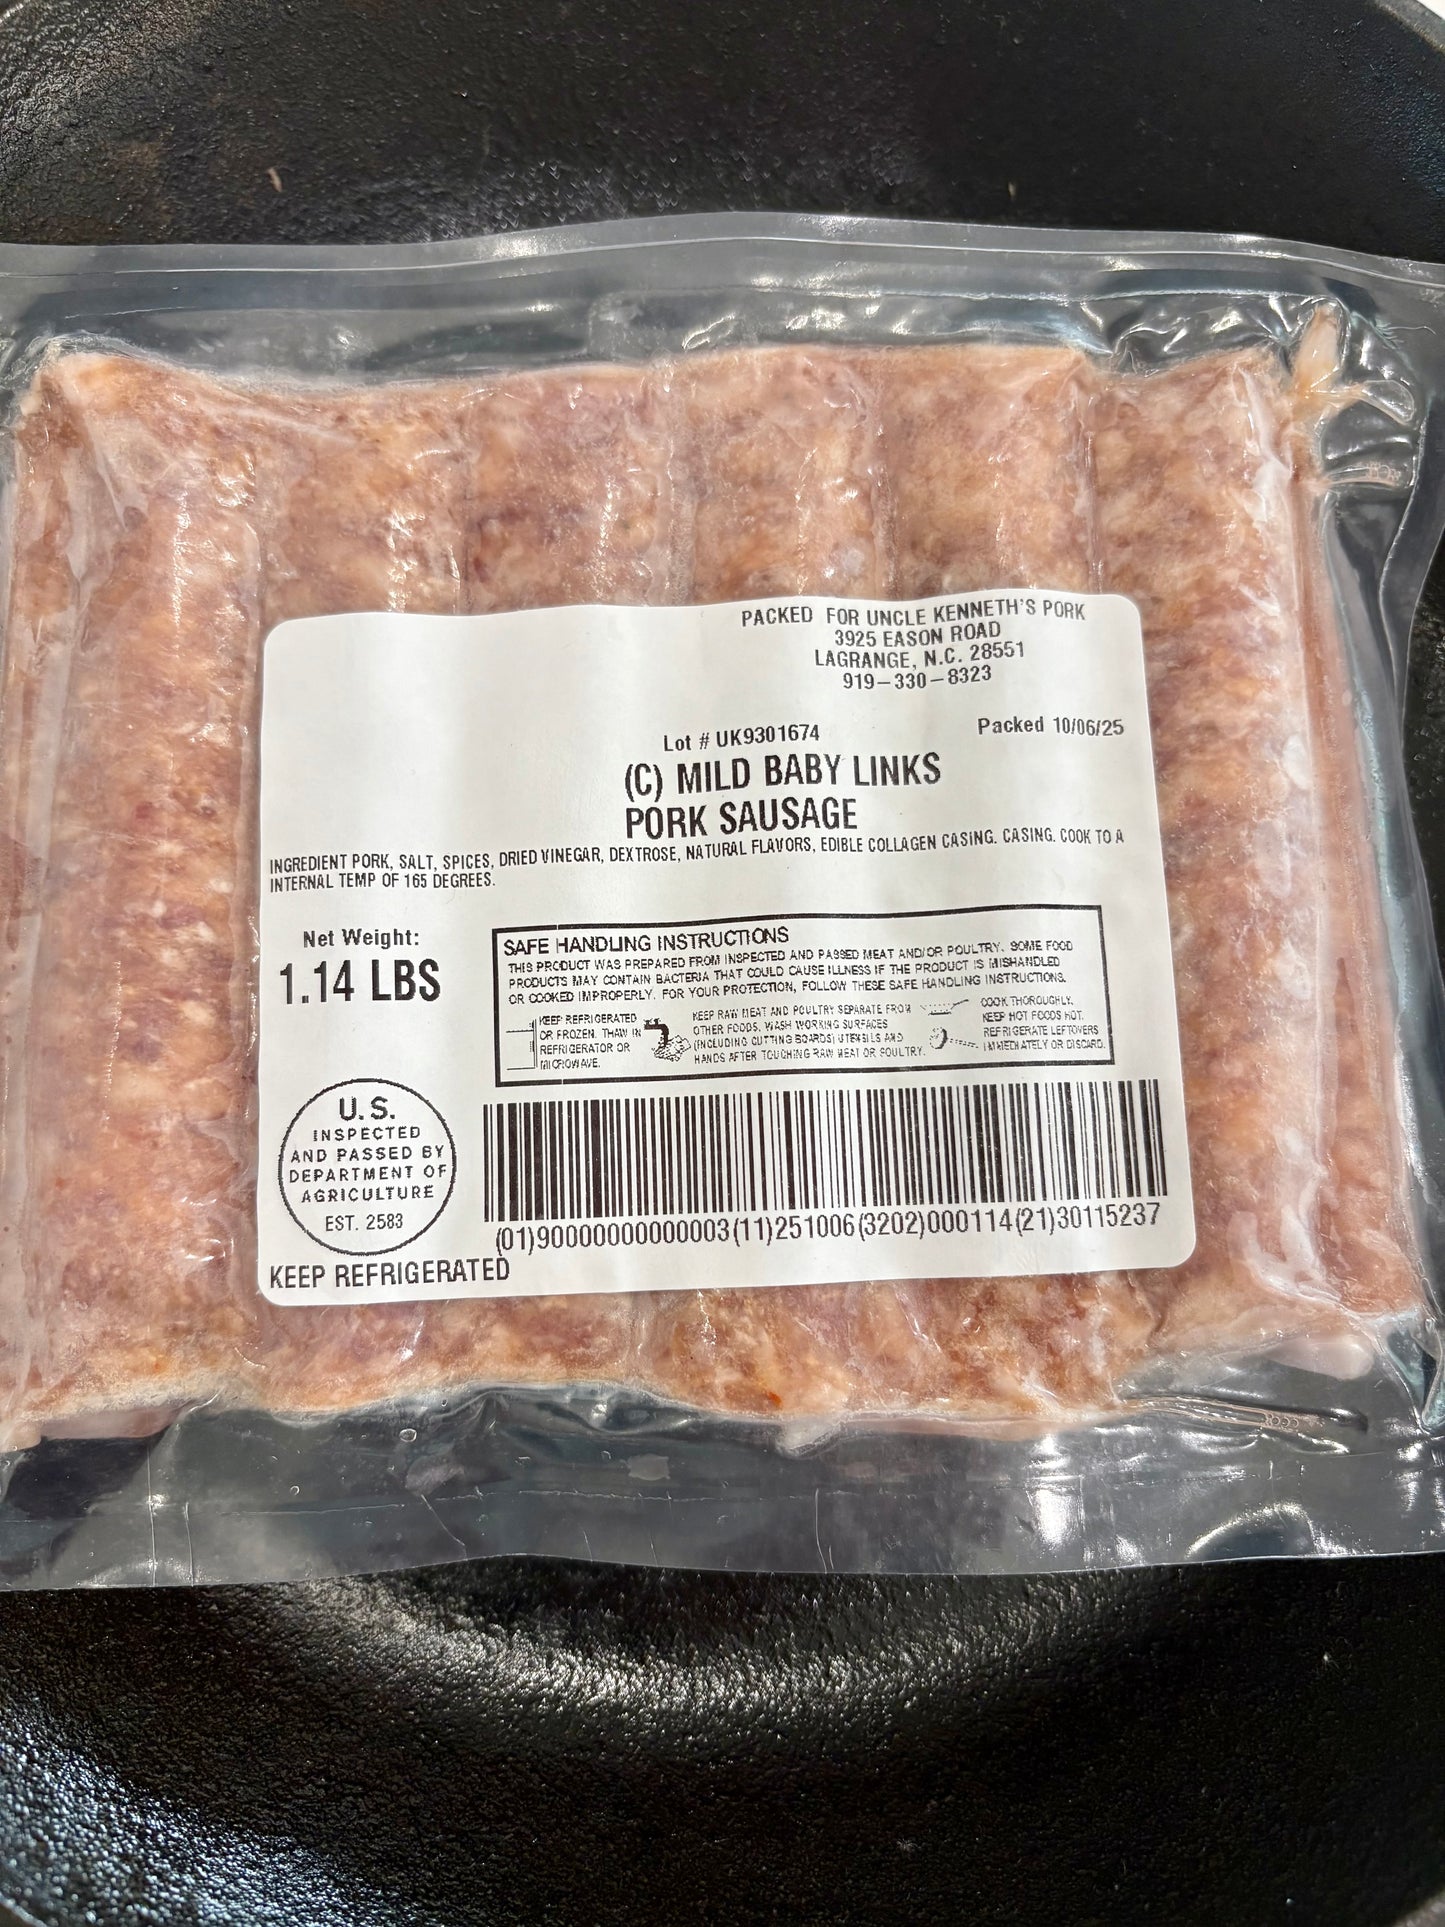 PACKED FOR UNCLE KENNETH'S PORK
3925 EASON ROAD
LAGRANGE, N.C. 28551
919-330-8323
Lot # UK9301674
Packed 10/06/25
(C) MILD BABY LINKS
PORK SAUSAGE
INGREDIENT PORK, SALT, SPICES, DRIED VINEGAR, DEXTROSE, NATURAL FLAVORS, EDIBLE COLLAGEN CASING. CASING. COOK TO A
INTERNAL TEMP OF 165 DEGREES.
Net Weight:
1.14 LBS
SAFE HANDLING INSTRUCTIONS
THIS PRODUCT WAS PREPARED FROM INSPECTED AND PASSED MEAT AND/OR POULTRY. SOME FOOD
PRODUCTS MAY CONTAIN BACTERIA THAT COULD CAUSE ILLNESS IF THE PRODUCT IS MISHANDLED
OR COOKED IMPROPERLY. FOR YOUR PROTECTION, FOLLOW THESE SAFE HANDLING INSTRUCTIONS.
KEEP REFRIGERATED
OR FROZEN. THAW IN
REFRIGERATOR OR
MICROWAVE.
KEEP RAW MEAT AND POULTRY SEPARATE FROM
OTHER FOODS. WASH WORKING SURFACES
(INCLUDING CUTTING BOARDS) UTENSILS AND
HANDS AFTER TOUCHING RAW MEAT OR POULTRY.
COOK THOROUGHLY.
KEEP HOT FOODS HOT.
REFRIGERATE LEFTOVERS
IMMEDIATELY OR DISCARD.
U.S.
INSPECTED
AND PASSED BY
DEPARTMENT OF
AGRICULTURE
EST. 2583
(01)90000000000003(11)251006(3202)000114(21)30115237
KEEP REFRIGERATED